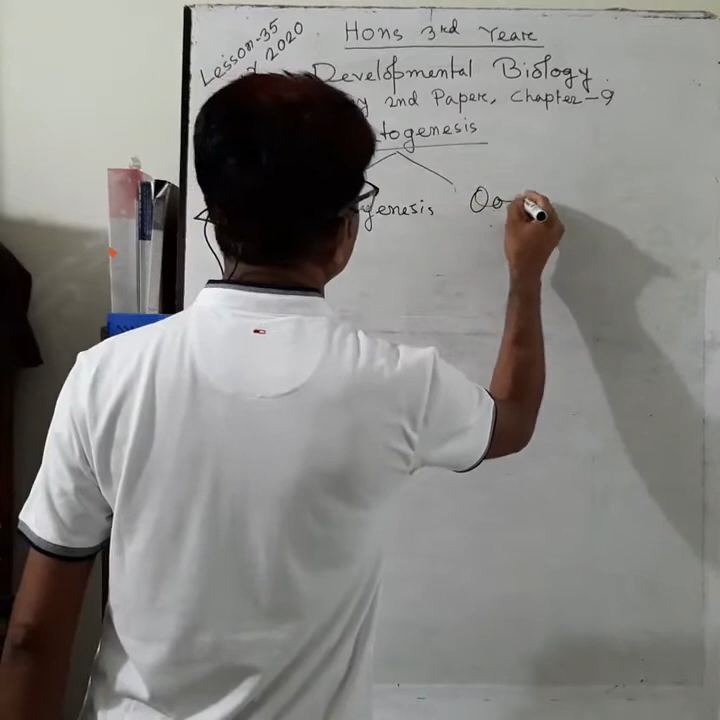 Lesson-35
2020
Hons 3rd Year
Developmental Biology
2nd Paper, Chapter-9
togenesis
genesis Oo